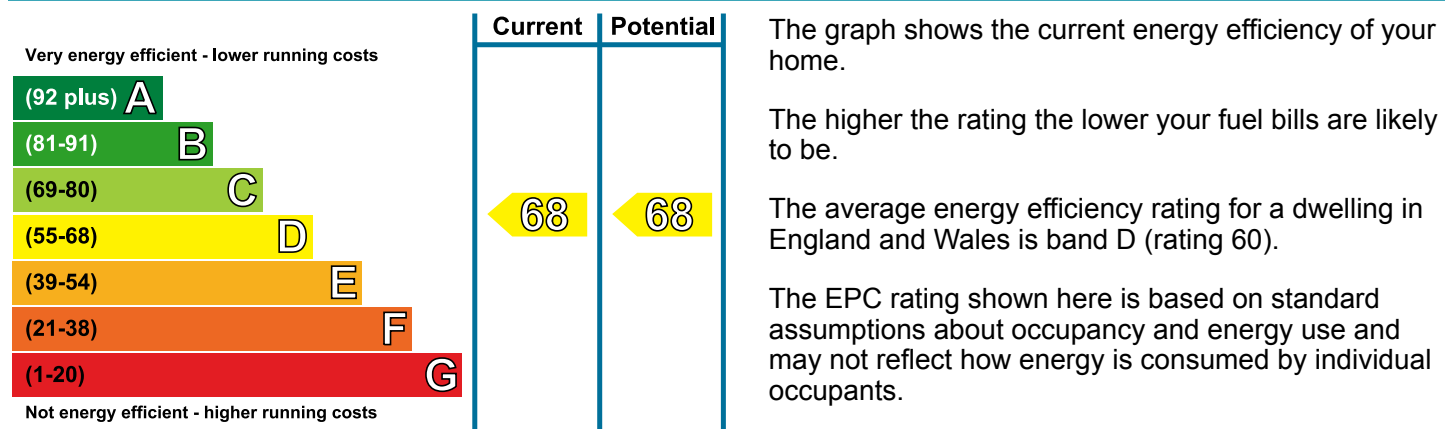 Current Potential
Very energy efficient - lower running costs
(92 plus) A
(81-91) B
(69-80) C
(55-68) D
68 68
(39-54) E
(21-38) F
(1-20) G
Not energy efficient - higher running costs
The graph shows the current energy efficiency of your
home.
The higher the rating the lower your fuel bills are likely
to be.
The average energy efficiency rating for a dwelling in
England and Wales is band D (rating 60).
The EPC rating shown here is based on standard
assumptions about occupancy and energy use and
may not reflect how energy is consumed by individual
occupants.